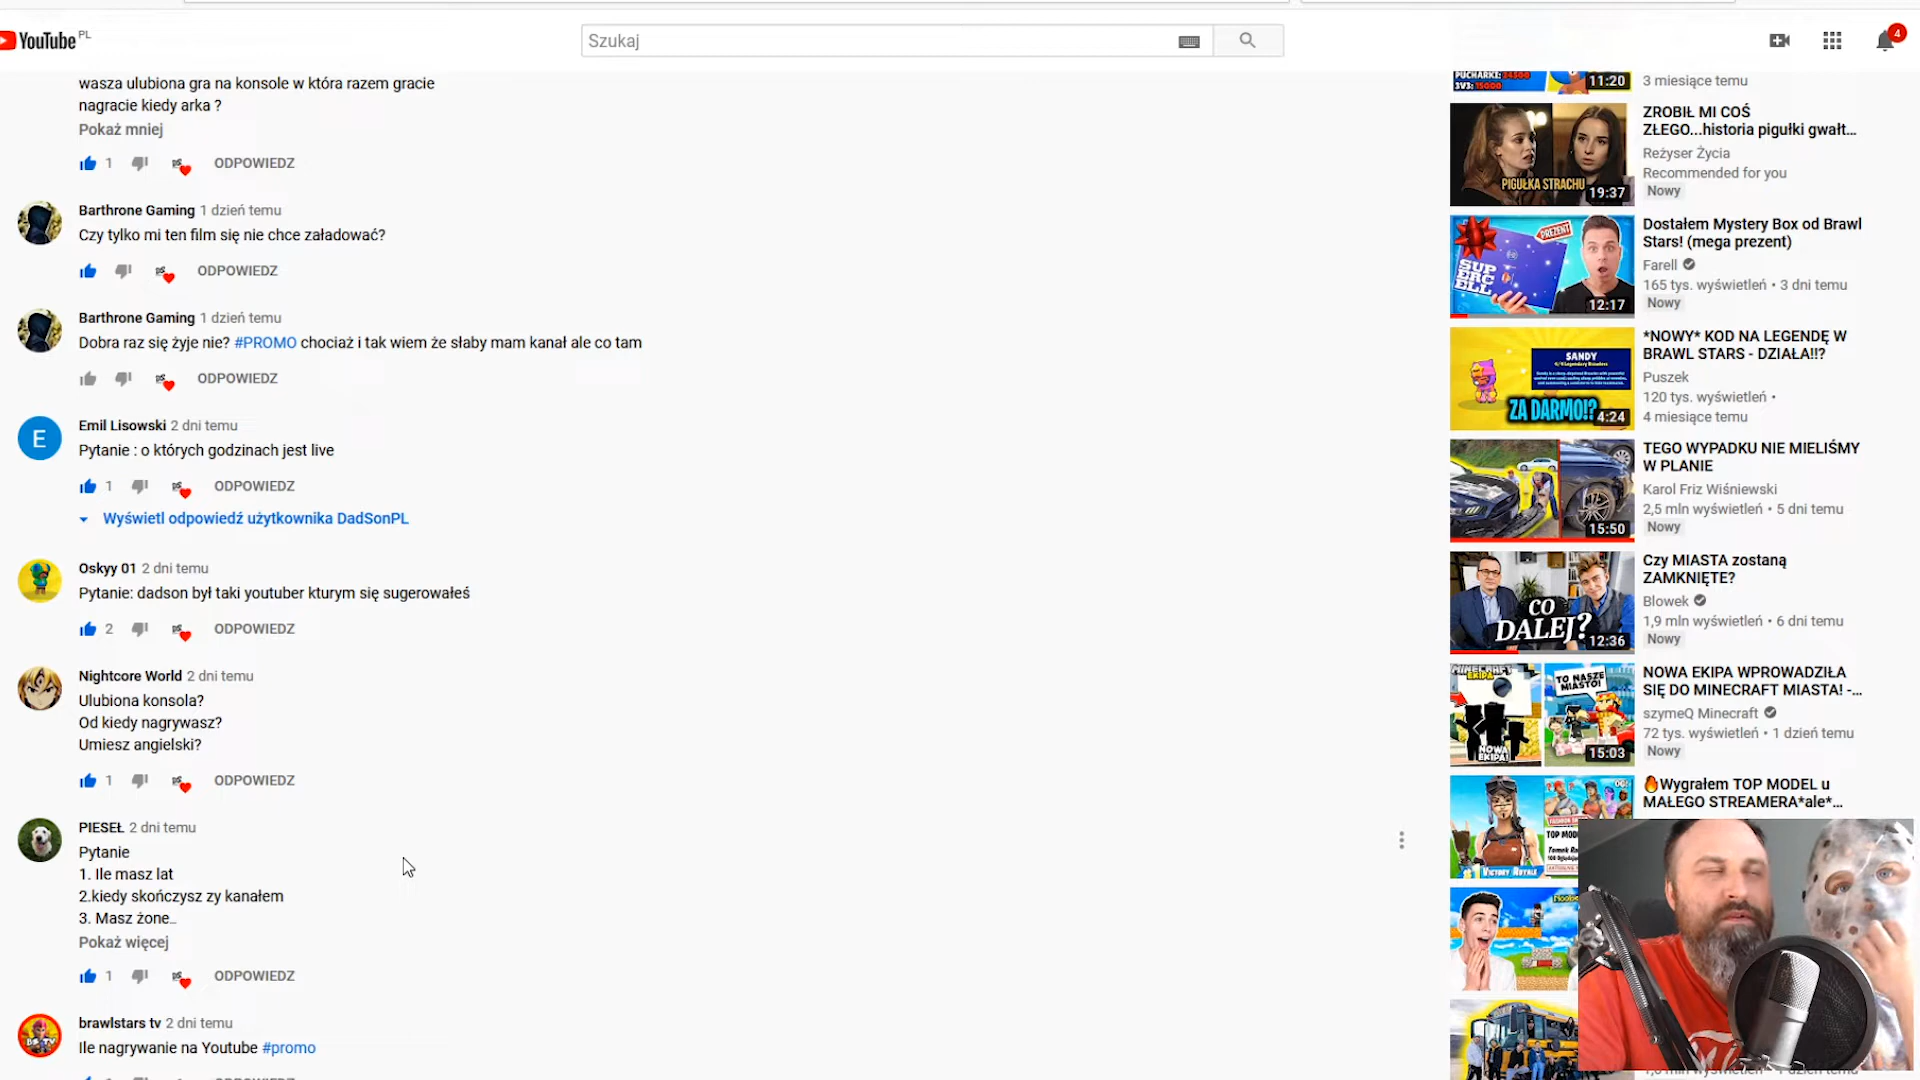 YouTube PL
Szukaj
4
wasza ulubiona gra na konsole w która razem gracie
nagracie kiedy arka ?
Pokaż mniej
1 ODPOWIEDZ
Barthrone Gaming 1 dzień temu
Czy tylko mi ten film się nie chce załadować?
ODPOWIEDZ
Barthrone Gaming 1 dzień temu
Dobra raz się żyje nie? #PROMO chociaż i tak wiem że słaby mam kanał ale co tam
ODPOWIEDZ
E
Emil Lisowski 2 dni temu
Pytanie : o których godzinach jest live
1 ODPOWIEDZ
Wyświetl odpowiedź użytkownika DadSonPL
Oskyy 01 2 dni temu
Pytanie: dadson był taki youtuber kturym się sugerowałeś
2 ODPOWIEDZ
Nightcore World 2 dni temu
Ulubiona konsola?
Od kiedy nagrywasz?
Umiesz angielski?
1 ODPOWIEDZ
PIESEŁ 2 dni temu
Pytanie
1. Ile masz lat
2.kiedy skończysz zy kanałem
3. Masz żone...
Pokaż więcej
1 ODPOWIEDZ
brawlstars tv 2 dni temu
Ile nagrywanie na Youtube #promo
PUCHARKI: 24500
3V3: 15000
11:20
3 miesiące temu
PIGUŁKA STRACHU
19:37
ZROBIŁ MI COŚ
ZŁEGO...historia pigułki gwałt...
Reżyser Życia
Recommended for you
Nowy
PREZENT
SUPERCELL
12:17
Dostałem Mystery Box od Brawl
Stars! (mega prezent)
Farell
165 tys. wyświetleń • 3 dni temu
Nowy
SANDY
ZA DARMO!?
4:24
*NOWY* KOD NA LEGENDĘ W
BRAWL STARS - DZIAŁA!!?
Puszek
120 tys. wyświetleń •
4 miesiące temu
15:50
TEGO WYPADKU NIE MIELIŚMY
W PLANIE
Karol Friz Wiśniewski
2,5 mln wyświetleń • 5 dni temu
Nowy
CO
DALEJ?
12:36
Czy MIASTA zostaną
ZAMKNIĘTE?
Blowek
1,9 mln wyświetleń • 6 dni temu
Nowy
MINECRAFT
EKIPA
NOWA
EKIPA!
TO NASZE
MIASTO!
15:03
NOWA EKIPA WPROWADZIŁA
SIĘ DO MINECRAFT MIASTA! -...
szymeQ Minecraft
72 tys. wyświetleń • 1 dzień temu
Nowy
VICTORY ROYALE
Wygrałem TOP MODEL u
MAŁEGO STREAMERA*ale*...